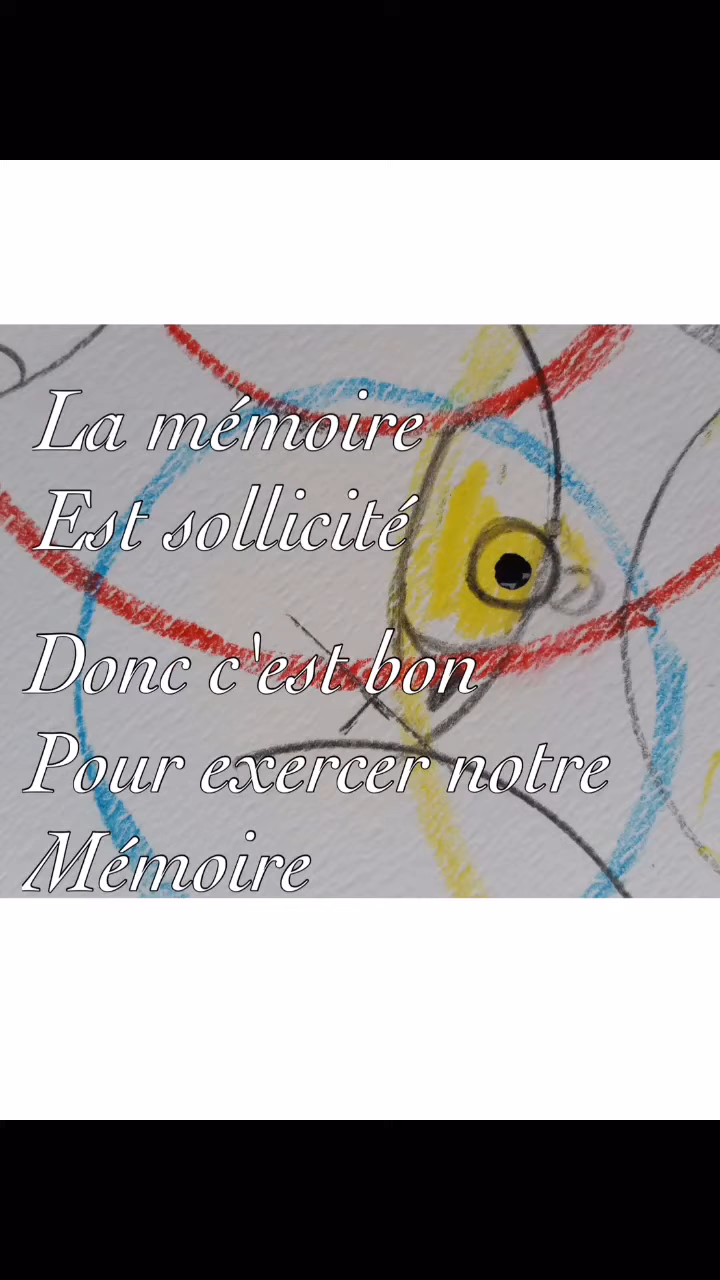 La mémoire
Est sollicité
Donc c'est bon
Pour exercer notre
Mémoire